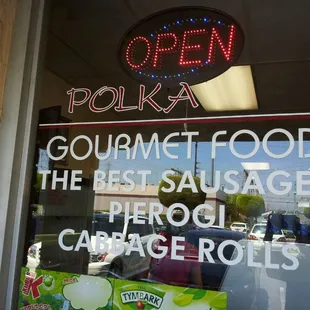 OPEN
POLKA
GOURMET FOOD
THE BEST SAUSAGE
PIEROGI
CABBAGE ROLLS
TYMBARK